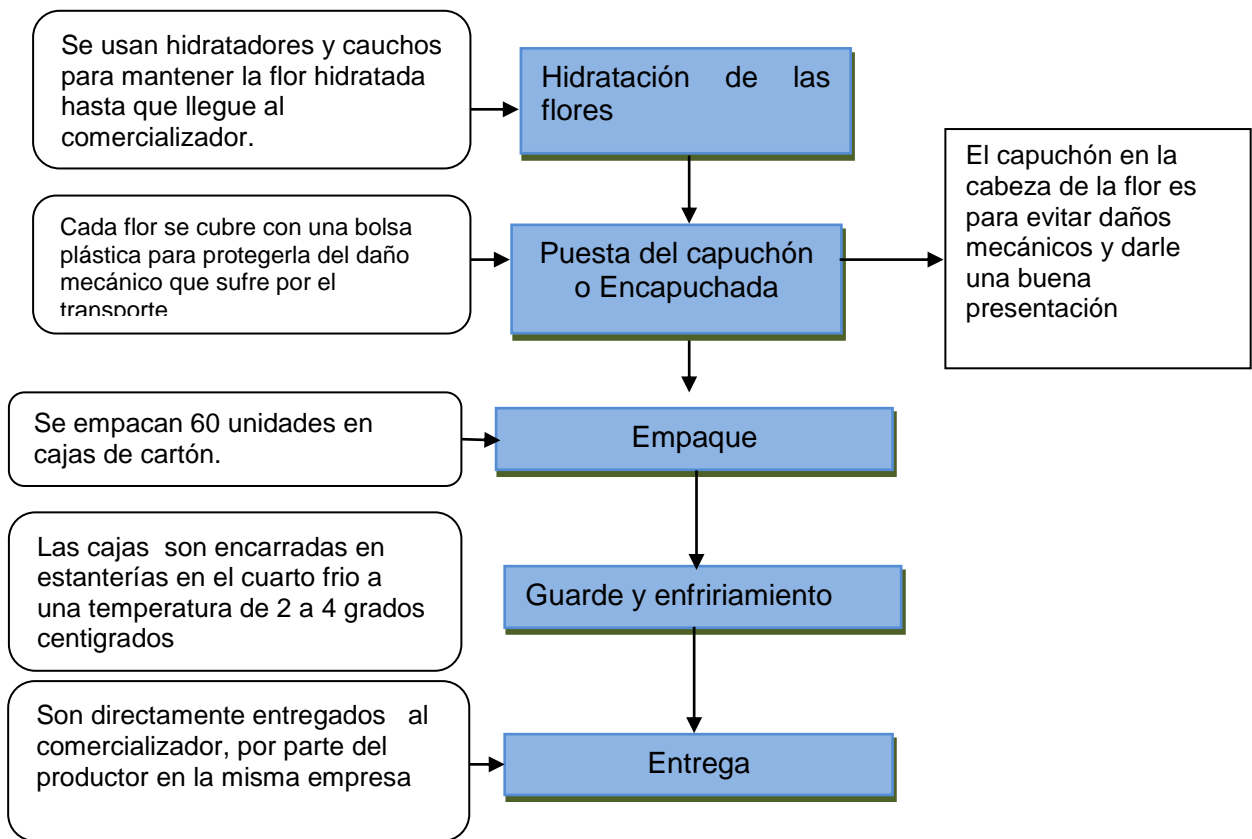 Se usan hidratadores y cauchos
para mantener la flor hidratada
hasta que llegue al
comercializador.
Hidratación de las
flores
El capuchón en la
cabeza de la flor es
para evitar daños
mecánicos y darle
una buena
presentación
Cada flor se cubre con una bolsa
plástica para protegerla del daño
mecánico que sufre por el
transporte
Puesta del capuchón
o Encapuchada
Se empacan 60 unidades en
cajas de cartón.
Empaque
Las cajas son encarradas en
estanterías en el cuarto frio a
una temperatura de 2 a 4 grados
centigrados
Guarde y enfririamiento
Son directamente entregados al
comercializador, por parte del
productor en la misma empresa
Entrega